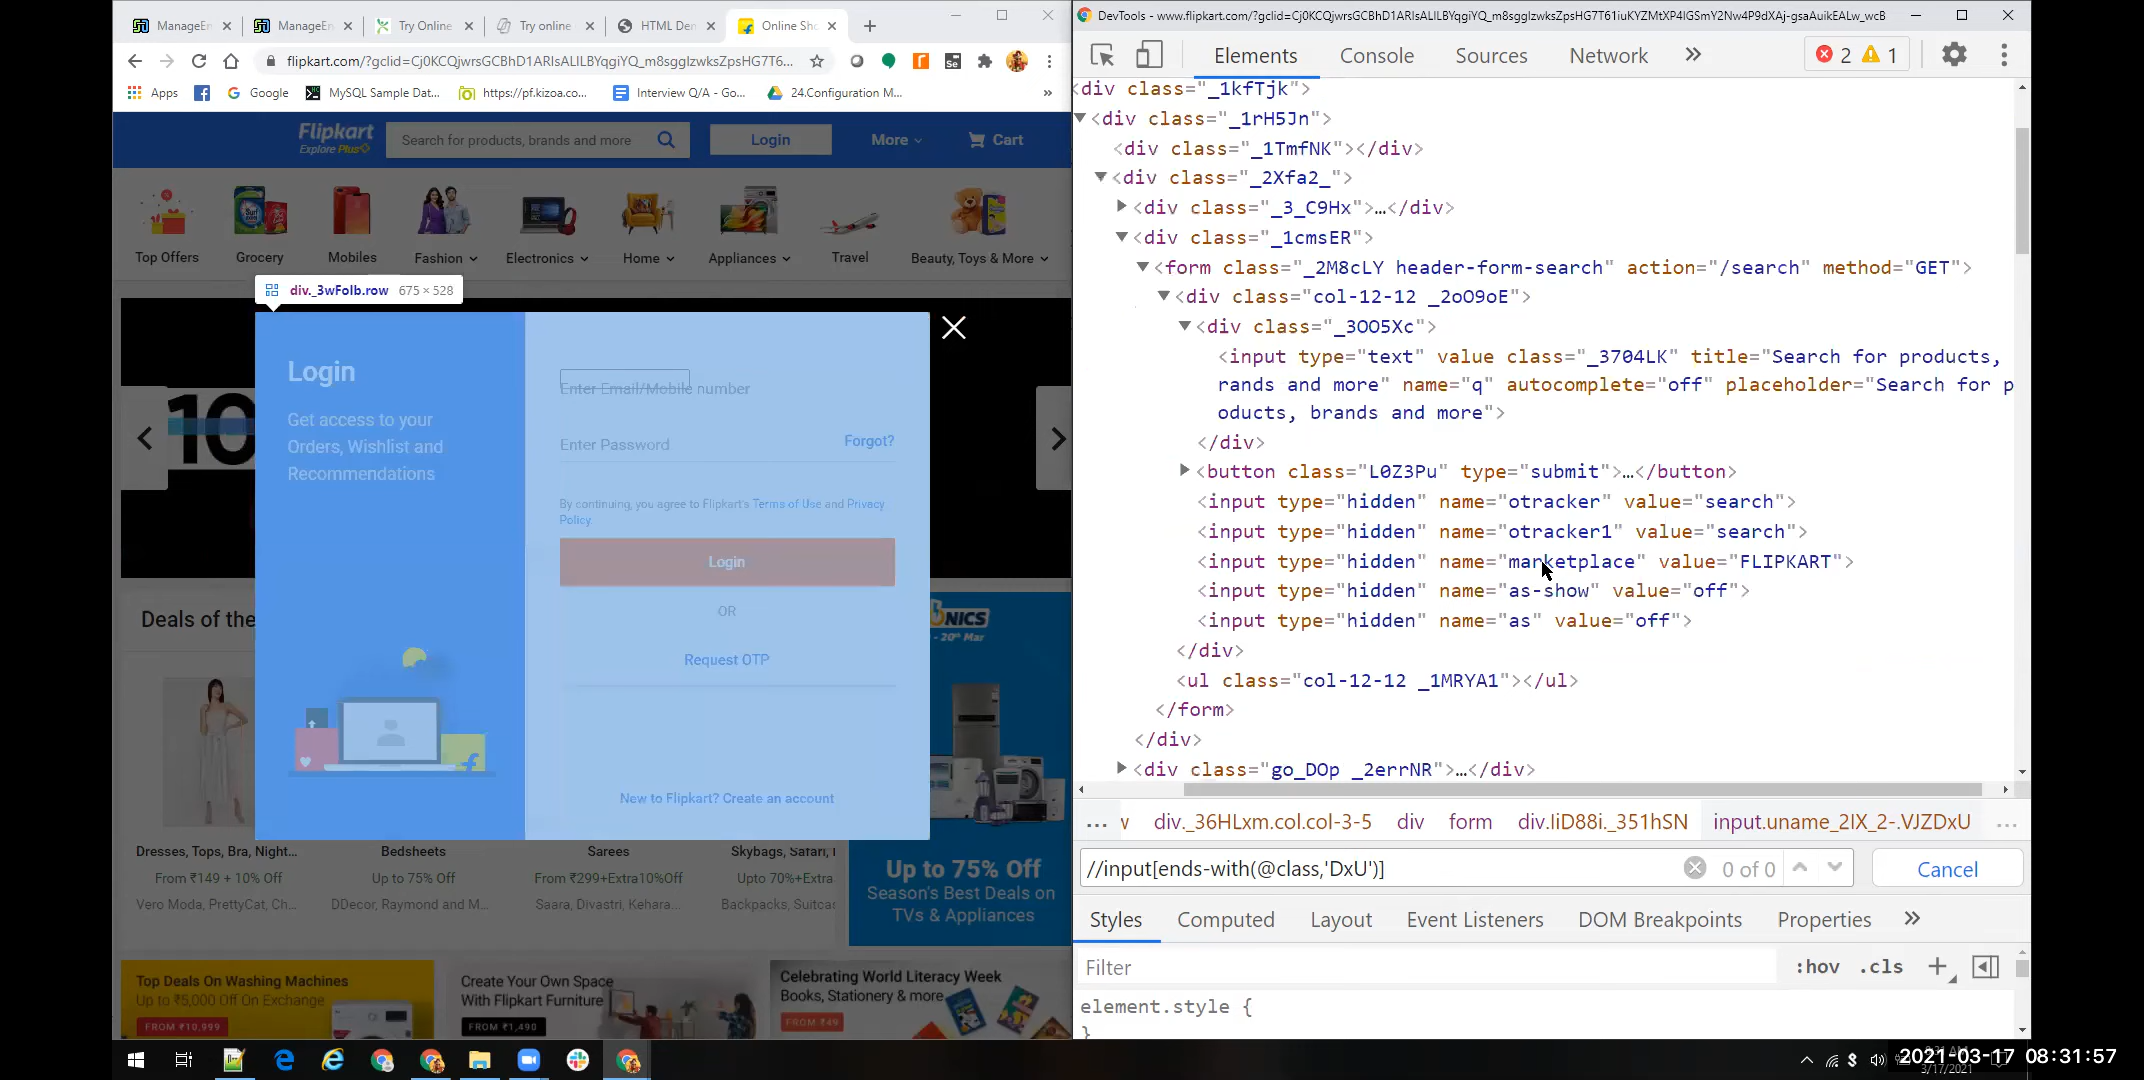 ManageEn
ManageEn
Try Online
Try online
HTML Den
Online Sho
flipkart.com/?gclid=Cj0KCQjwrsGCBhD1ARIsALILBYqgiYQ_m8sgglzwksZpsHG7T6...
Apps
Google
MySQL Sample Dat...
https://pf.kizoa.co...
Interview Q/A - Go...
24.Configuration M...
»
Flipkart
Explore Plus
Search for products, brands and more
Login
More
Cart
Top Offers
Grocery
Mobiles
Fashion
Electronics
Home
Appliances
Travel
Beauty, Toys & More
div._3wFoIb.row 675 × 528
10
Login
Get access to your
Orders, Wishlist and
Recommendations
Enter Email/Mobile number
Enter Password
Forgot?
By continuing, you agree to Flipkart's Terms of Use and Privacy
Policy.
Login
OR
Request OTP
New to Flipkart? Create an account
Deals of the
ONICS
- 20th Mar
Dresses, Tops, Bra, Night...
From ₹149 + 10% Off
Vero Moda, PrettyCat, Ch...
Bedsheets
Up to 75% Off
DDecor, Raymond and M...
Sarees
From ₹299+Extra10%Off
Saara, Divastri, Kehara...
Skybags, Safari, I
Upto 70%+Extra
Backpacks, Suitcas
Up to 75% Off
Season's Best Deals on
TVs & Appliances
Top Deals On Washing Machines
Up to ₹5,000 Off On Exchange
FROM ₹10,999
Create Your Own Space
With Flipkart Furniture
FROM ₹1,490
Celebrating World Literacy Week
Books, Stationery & more
FROM ₹49
DevTools - www.flipkart.com/?gclid=Cj0KCQjwrsGCBhD1ARIsALILBYqgiYQ_m8sgglzwksZpsHG7T61iuKYZMtXP4IGSmY2Nw4P9dXAj-gsaAuikEALw_wcB
Elements
Console
Sources
Network
»
2
1
div class="_1kfTjk">
<div class="_1rH5Jn">
<div class="_1TmfNK"></div>
<div class="_2Xfa2_">
<div class="_3_C9Hx">…</div>
<div class="_1cmsER">
<form class="_2M8cLY header-form-search" action="/search" method="GET">
<div class="col-12-12 _2oO9oE">
<div class="_3OO5Xc">
<input type="text" value class="_3704LK" title="Search for products,
rands and more" name="q" autocomplete="off" placeholder="Search for p
oducts, brands and more">
</div>
<button class="L0Z3Pu" type="submit">…</button>
<input type="hidden" name="otracker" value="search">
<input type="hidden" name="otracker1" value="search">
<input type="hidden" name="marketplace" value="FLIPKART">
<input type="hidden" name="as-show" value="off">
<input type="hidden" name="as" value="off">
</div>
<ul class="col-12-12 _1MRYA1"></ul>
</form>
</div>
<div class="go_DOp _2errNR">…</div>
... v div._36HLxm.col.col-3-5 div form div.IiD88i._351hSN input.uname_2IX_2-.VJZDxU ...
//input[ends-with(@class,'DxU')]
0 of 0
Cancel
Styles
Computed
Layout
Event Listeners
DOM Breakpoints
Properties
»
Filter
:hov
.cls
element.style {
}
2021-03-17 08:31:57
3/17/2021